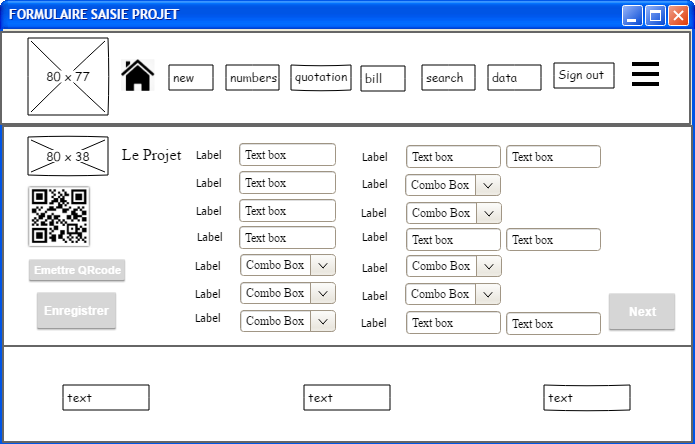 FORMULAIRE SAISIE PROJET
80 x 77
new
numbers
quotation
bill
search
data
Sign out
80 x 38
Le Projet
Label Text box Label Text box Text box
Label Text box Label Combo Box
Label Text box Label Combo Box
Label Text box Label Text box Text box
Emettre QRcode
Label Combo Box Label Combo Box
Label Combo Box Label Combo Box
Enregistrer
Label Combo Box Label Text box Text box
Next
text
text
text